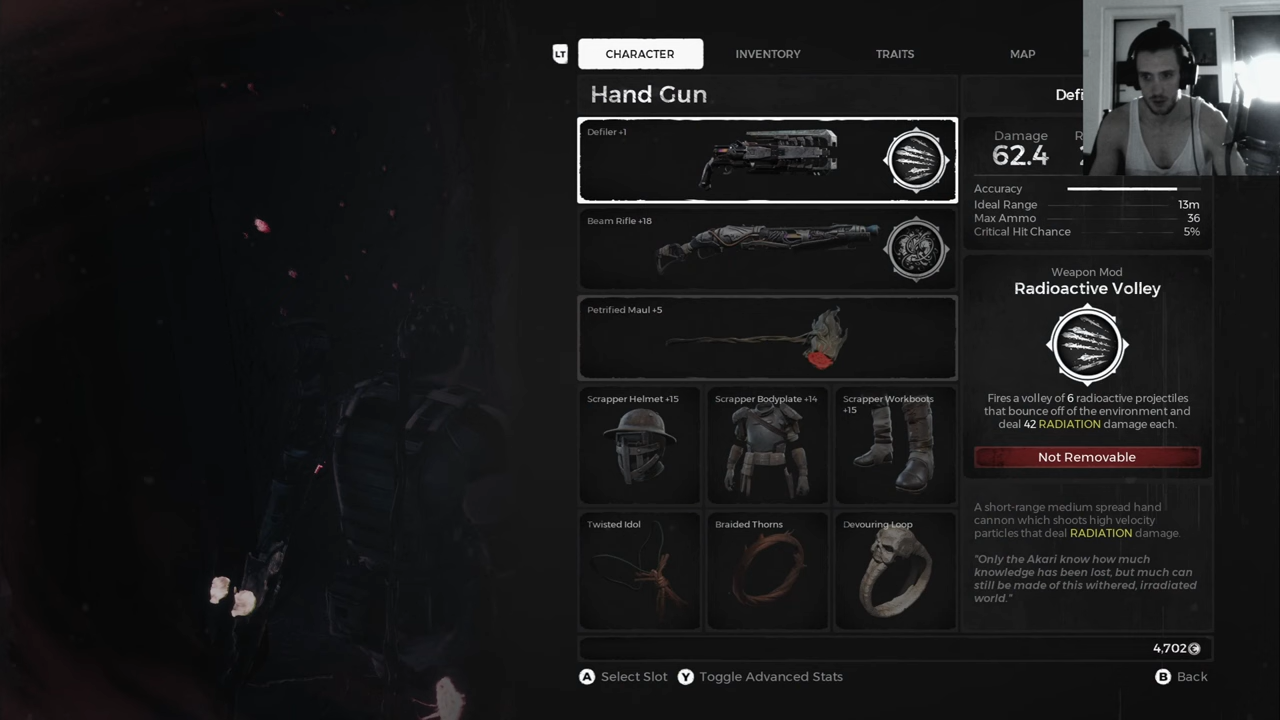 LT
CHARACTER
INVENTORY
TRAITS
MAP
Hand Gun
Defiler +1
Beam Rifle +18
Petrified Maul +5
Scrapper Helmet +15
Scrapper Bodyplate +14
Scrapper Workboots
+15
Twisted Idol
Braided Thorns
Devouring Loop
Damage
62.4
Accuracy
Ideal Range 13m
Max Ammo 36
Critical Hit Chance 5%
Weapon Mod
Radioactive Volley
Fires a volley of 6 radioactive projectiles
that bounce off of the environment and
deal 42 RADIATION damage each.
Not Removable
A short-range medium spread hand
cannon which shoots high velocity
particles that deal RADIATION damage.
"Only the Akari know how much
knowledge has been lost, but much can
still be made of this withered, irradiated
world."
4,702
A Select Slot Y Toggle Advanced Stats
B Back